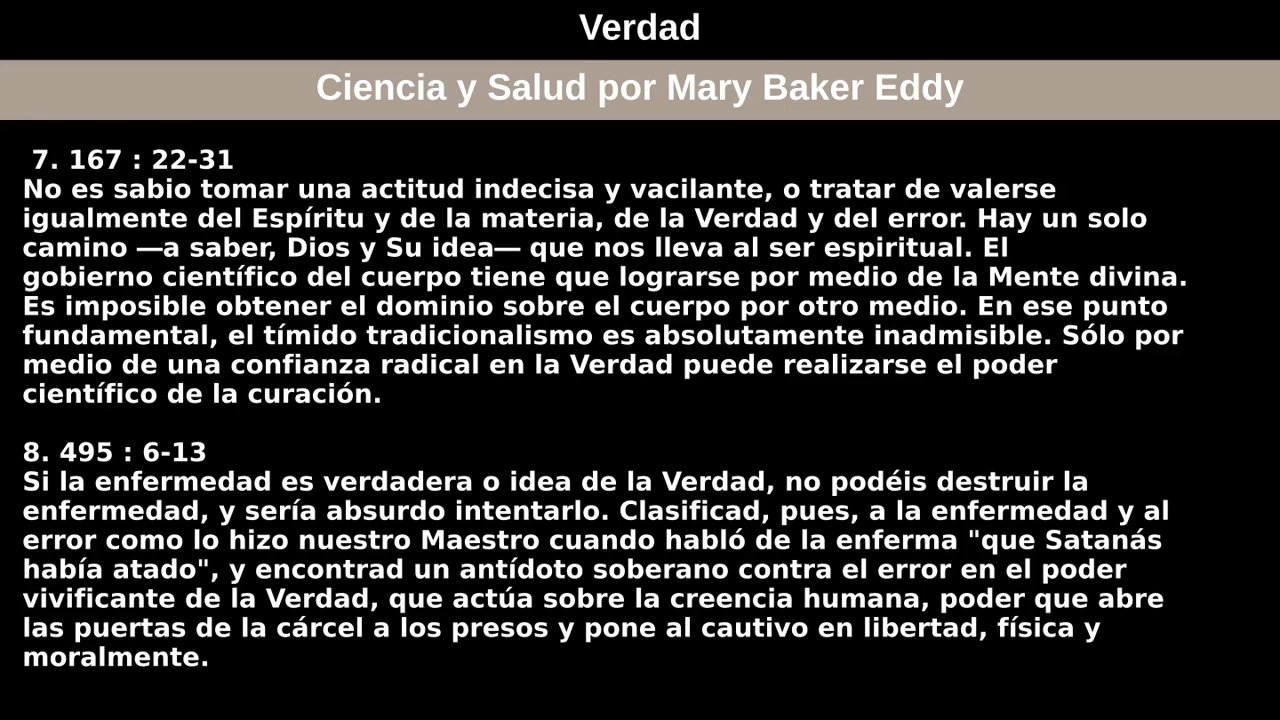 Verdad
Ciencia y Salud por Mary Baker Eddy
7. 167 : 22-31
No es sabio tomar una actitud indecisa y vacilante, o tratar de valerse
igualmente del Espíritu y de la materia, de la Verdad y del error. Hay un solo
camino —a saber, Dios y Su idea— que nos lleva al ser espiritual. El
gobierno científico del cuerpo tiene que lograrse por medio de la Mente divina.
Es imposible obtener el dominio sobre el cuerpo por otro medio. En ese punto
fundamental, el tímido tradicionalismo es absolutamente inadmisible. Sólo por
medio de una confianza radical en la Verdad puede realizarse el poder
científico de la curación.
8. 495 : 6-13
Si la enfermedad es verdadera o idea de la Verdad, no podéis destruir la
enfermedad, y sería absurdo intentarlo. Clasificad, pues, a la enfermedad y al
error como lo hizo nuestro Maestro cuando habló de la enferma "que Satanás
había atado", y encontrad un antídoto soberano contra el error en el poder
vivificante de la Verdad, que actúa sobre la creencia humana, poder que abre
las puertas de la cárcel a los presos y pone al cautivo en libertad, física y
moralmente.